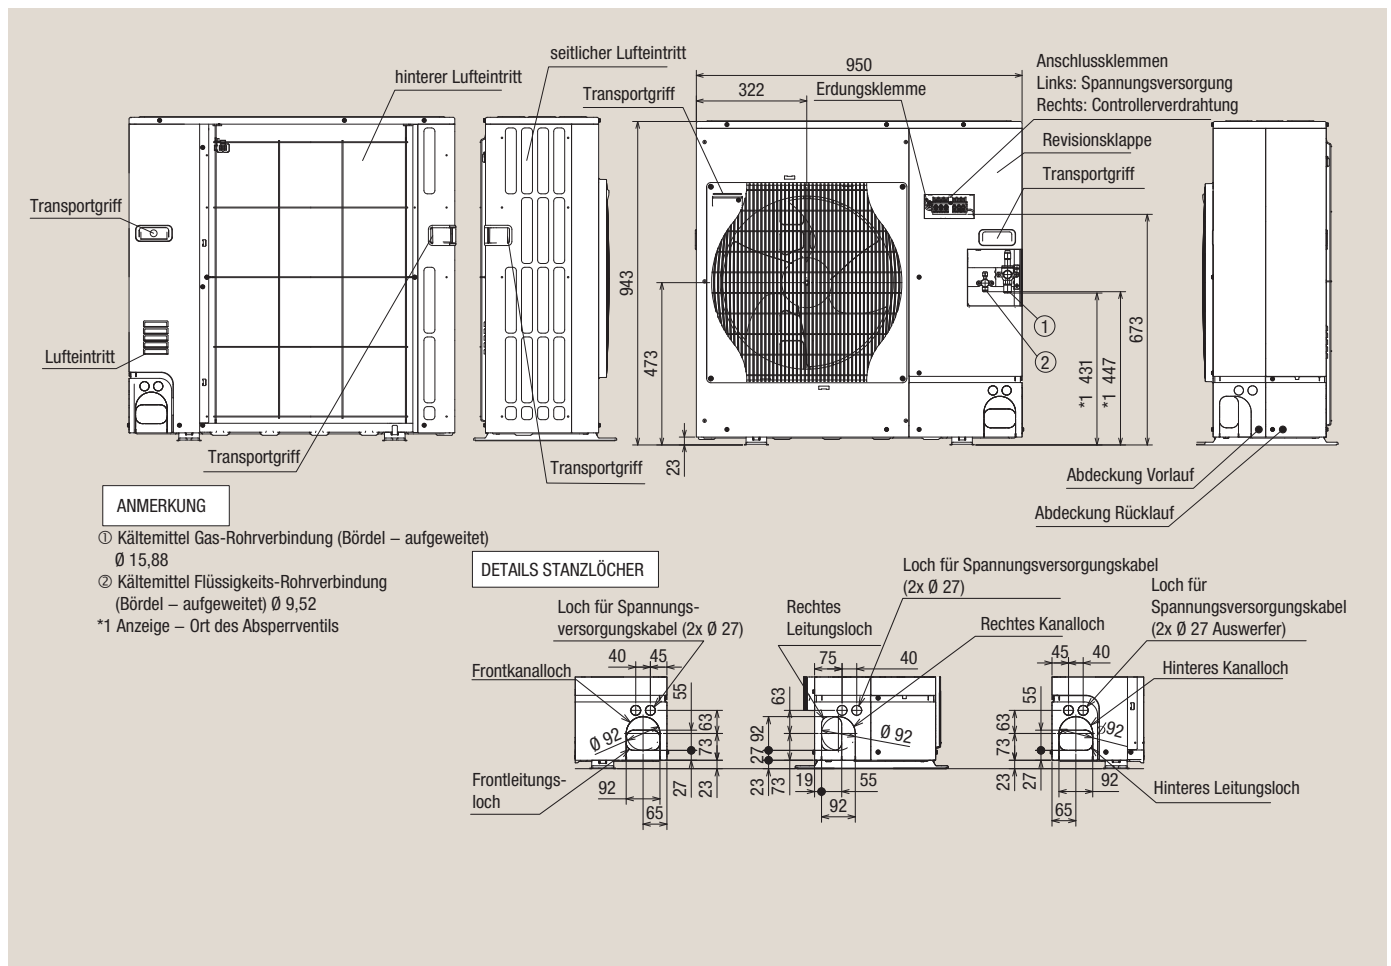 seitlicher Lufteintritt
hinterer Lufteintritt
Transportgriff
950
322
Erdungsklemme
Anschlussklemmen
Links: Spannungsversorgung
Rechts: Controllerverdrahtung
Revisionsklappe
Transportgriff
Transportgriff
Lufteintritt
943
473
23
①
②
*1 431
*1 447
673
Transportgriff
Transportgriff
Abdeckung Vorlauf
Abdeckung Rücklauf
ANMERKUNG
① Kältemittel Gas-Rohrverbindung (Bördel – aufgeweitet)
Ø 15,88
② Kältemittel Flüssigkeits-Rohrverbindung
(Bördel – aufgeweitet) Ø 9,52
*1 Anzeige – Ort des Absperrventils
DETAILS STANZLÖCHER
Loch für Spannungs-
versorgungskabel (2x Ø 27)
Frontkanalloch
40
45
55
63
73
Ø 92
Frontleitungs-
loch
92
65
27
23
Rechtes
Leitungsloch
Loch für Spannungsversorgungskabel
(2x Ø 27)
Rechtes Kanalloch
75
40
63
92
27
23
73
Ø 92
19
55
92
Loch für
Spannungsversorgungskabel
(2x Ø 27 Auswerfer)
Hinteres Kanalloch
45
40
55
63
73
Ø92
23
27
92
65
Hinteres Leitungsloch